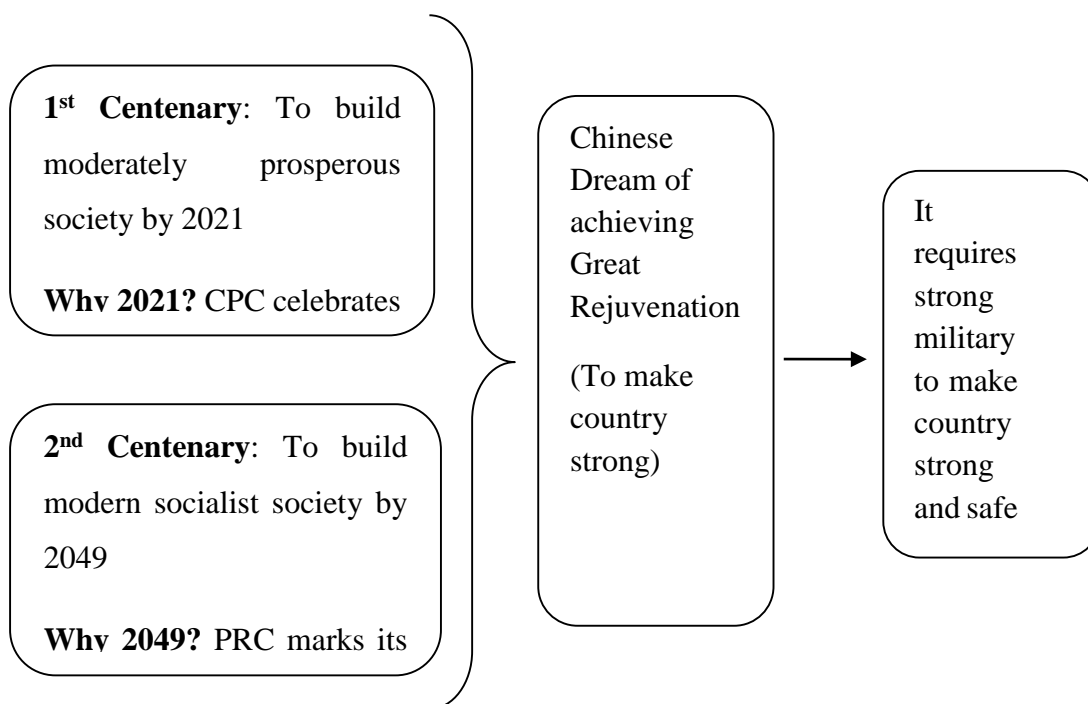 1st Centenary: To build
moderately prosperous
society by 2021
Why 2021? CPC celebrates
2nd Centenary: To build
modern socialist society by
2049
Why 2049? PRC marks its
Chinese
Dream of
achieving
Great
Rejuvenation
(To make
country
strong)
It
requires
strong
military
to make
country
strong
and safe